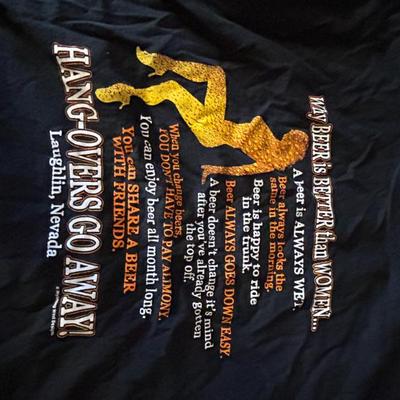 WHY BEER is BETTER than WOMEN...
A beer is ALWAYS WET.
Beer always looks the
same in the morning.
Beer is happy to ride
in the trunk.
Beer ALWAYS GOES DOWN EASY.
A beer doesn't change it's mind
after you've already gotten
the top off.
When you change beers,
YOU DON'T HAVE TO PAY ALIMONY.
You can enjoy beer all month long.
You can SHARE A BEER
WITH FRIENDS.
HANG-OVERS GO AWAY!
Laughlin, Nevada